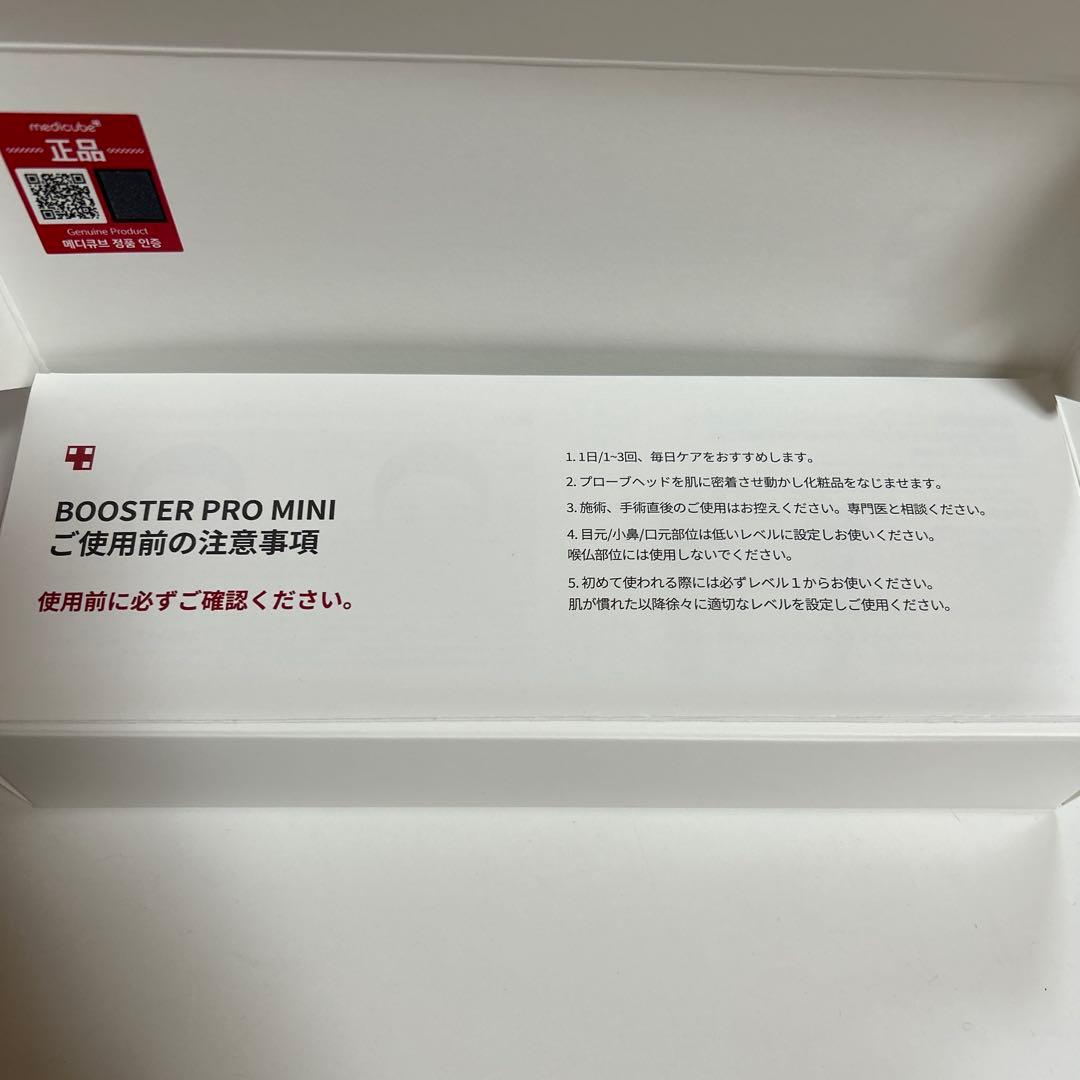 medicube
正品
Genuine Product
메디큐브 정품 인증
BOOSTER PRO MINI
ご使用前の注意事項
使用前に必ずご確認ください。
1. 1日/1~3回、毎日ケアをおすすめします。
2. プローブヘッドを肌に密着させ動かし化粧品をなじませます。
3. 施術、手術直後のご使用はお控えください。専門医と相談ください。
4. 目元/小鼻/口元部位は低いレベルに設定しお使いください。
喉仏部位には使用しないでください。
5. 初めて使われる際には必ずレベル１からお使いください。
肌が慣れた以降徐々に適切なレベルを設定しご使用ください。